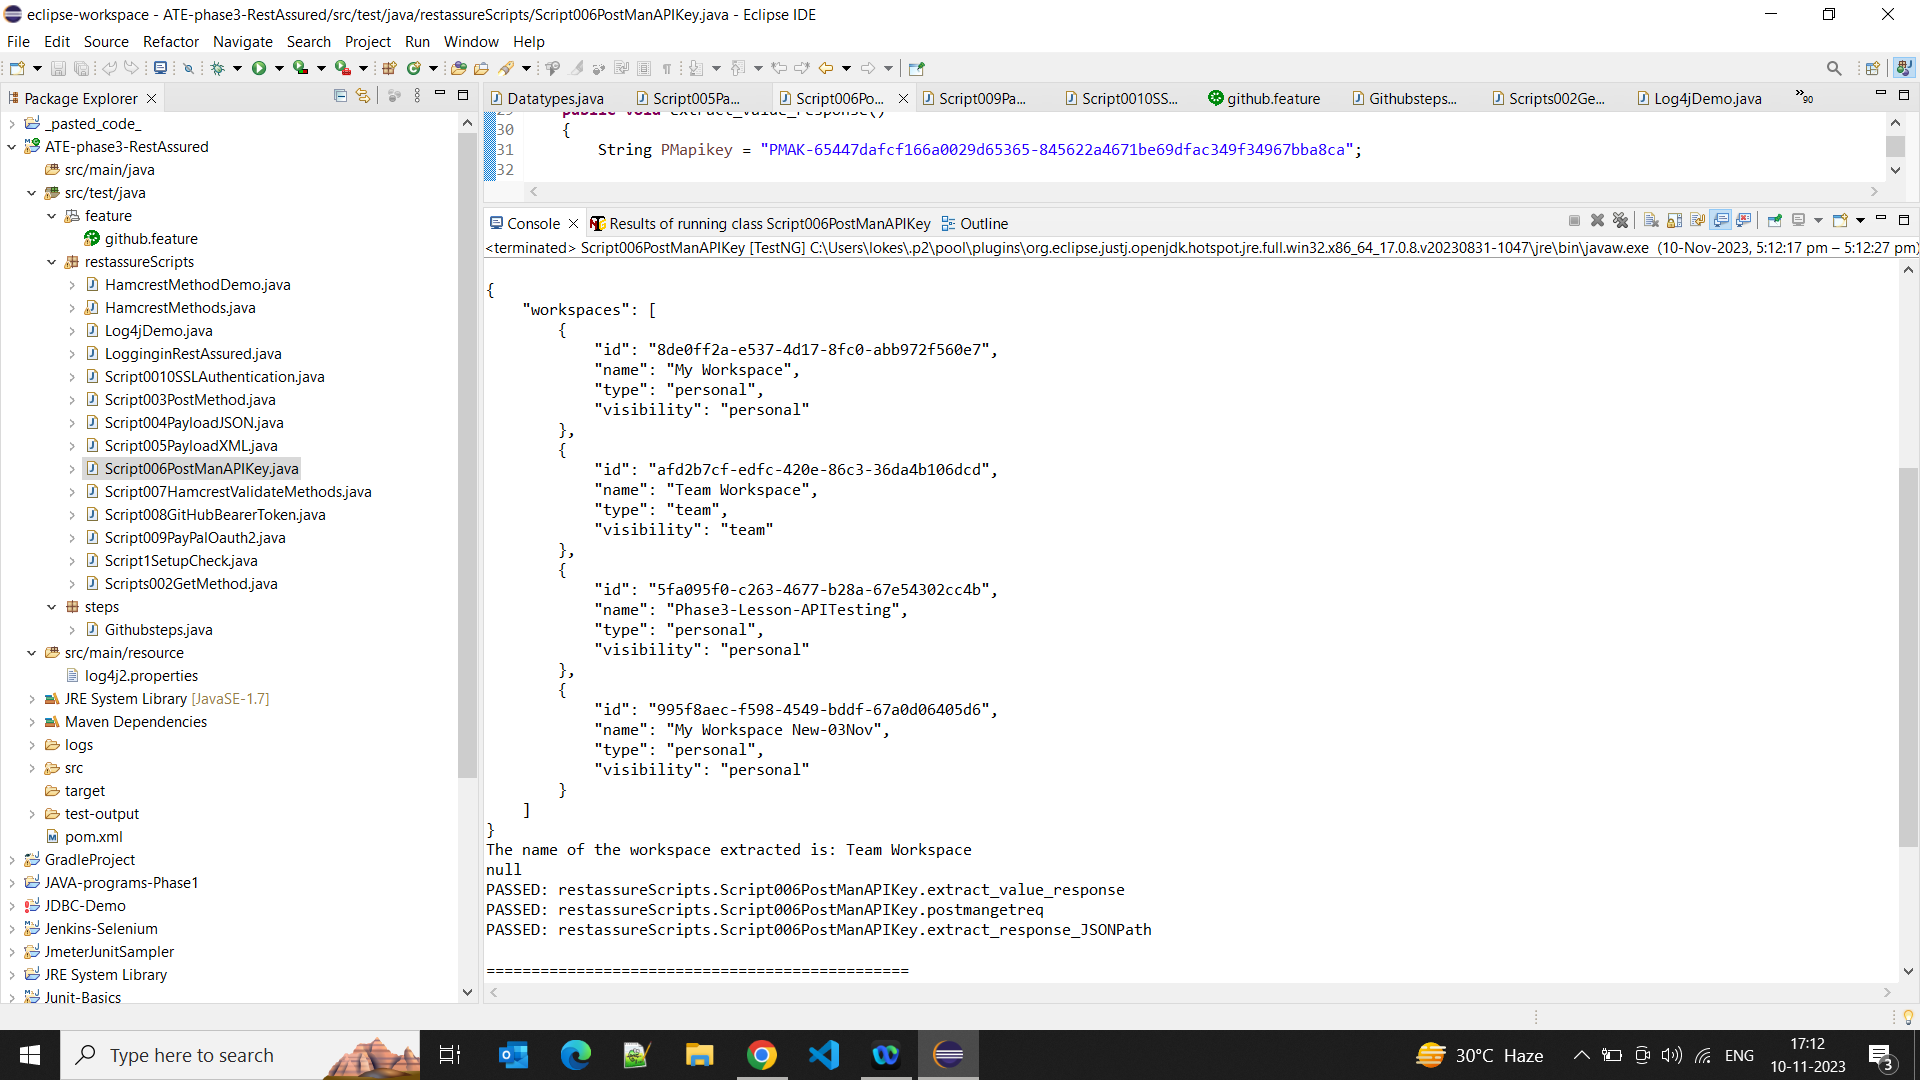 eclipse-workspace - ATE-phase3-RestAssured/src/test/java/restassureScripts/Script006PostManAPIKey.java - Eclipse IDE
File Edit Source Refactor Navigate Search Project Run Window Help
Package Explorer
_pasted_code_
ATE-phase3-RestAssured
src/main/java
src/test/java
feature
github.feature
restassureScripts
HamcrestMethodDemo.java
HamcrestMethods.java
Log4jDemo.java
LogginginRestAssured.java
Script0010SSLAuthentication.java
Script003PostMethod.java
Script004PayloadJSON.java
Script005PayloadXML.java
Script006PostManAPIKey.java
Script007HamcrestValidateMethods.java
Script008GitHubBearerToken.java
Script009PayPalOauth2.java
Script1SetupCheck.java
Scripts002GetMethod.java
steps
Githubsteps.java
src/main/resource
log4j2.properties
JRE System Library [JavaSE-1.7]
Maven Dependencies
logs
src
target
test-output
pom.xml
GradleProject
JAVA-programs-Phase1
JDBC-Demo
Jenkins-Selenium
JmeterJunitSampler
JRE System Library
Junit-Basics
Datatypes.java Script005Pa... Script006Po... Script009Pa... Script0010SS... github.feature Githubsteps... Scripts002Ge... Log4jDemo.java »90
29 public void extract_value_response()
30 {
31 String PMapikey = "PMAK-65447dafcf166a0029d65365-845622a4671be69dfac349f34967bba8ca";
32
Console Results of running class Script006PostManAPIKey Outline
<terminated> Script006PostManAPIKey [TestNG] C:\Users\lokes\.p2\pool\plugins\org.eclipse.justj.openjdk.hotspot.jre.full.win32.x86_64_17.0.8.v20230831-1047\jre\bin\javaw.exe (10-Nov-2023, 5:12:17 pm – 5:12:27 pm)
{
"workspaces": [
{
"id": "8de0ff2a-e537-4d17-8fc0-abb972f560e7",
"name": "My Workspace",
"type": "personal",
"visibility": "personal"
},
{
"id": "afd2b7cf-edfc-420e-86c3-36da4b106dcd",
"name": "Team Workspace",
"type": "team",
"visibility": "team"
},
{
"id": "5fa095f0-c263-4677-b28a-67e54302cc4b",
"name": "Phase3-Lesson-APITesting",
"type": "personal",
"visibility": "personal"
},
{
"id": "995f8aec-f598-4549-bddf-67a0d06405d6",
"name": "My Workspace New-03Nov",
"type": "personal",
"visibility": "personal"
}
]
}
The name of the workspace extracted is: Team Workspace
null
PASSED: restassureScripts.Script006PostManAPIKey.extract_value_response
PASSED: restassureScripts.Script006PostManAPIKey.postmangetreq
PASSED: restassureScripts.Script006PostManAPIKey.extract_response_JSONPath
===============================================
Type here to search
30°C Haze
ENG
17:12
10-11-2023
3